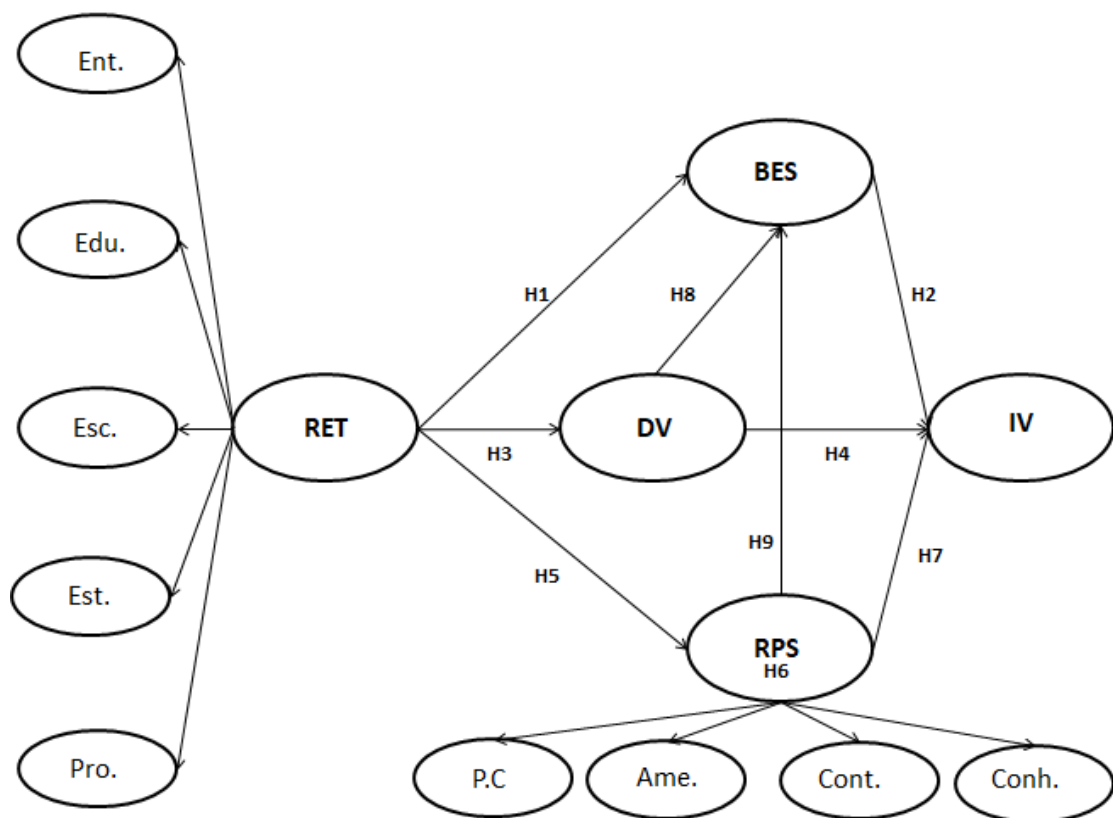 Ent.
BES
Edu.
H1
H8
H2
Esc.
RET
DV
IV
H3
H4
H9
H7
H5
Est.
RPS
H6
Pro.
P.C
Ame.
Cont.
Conh.